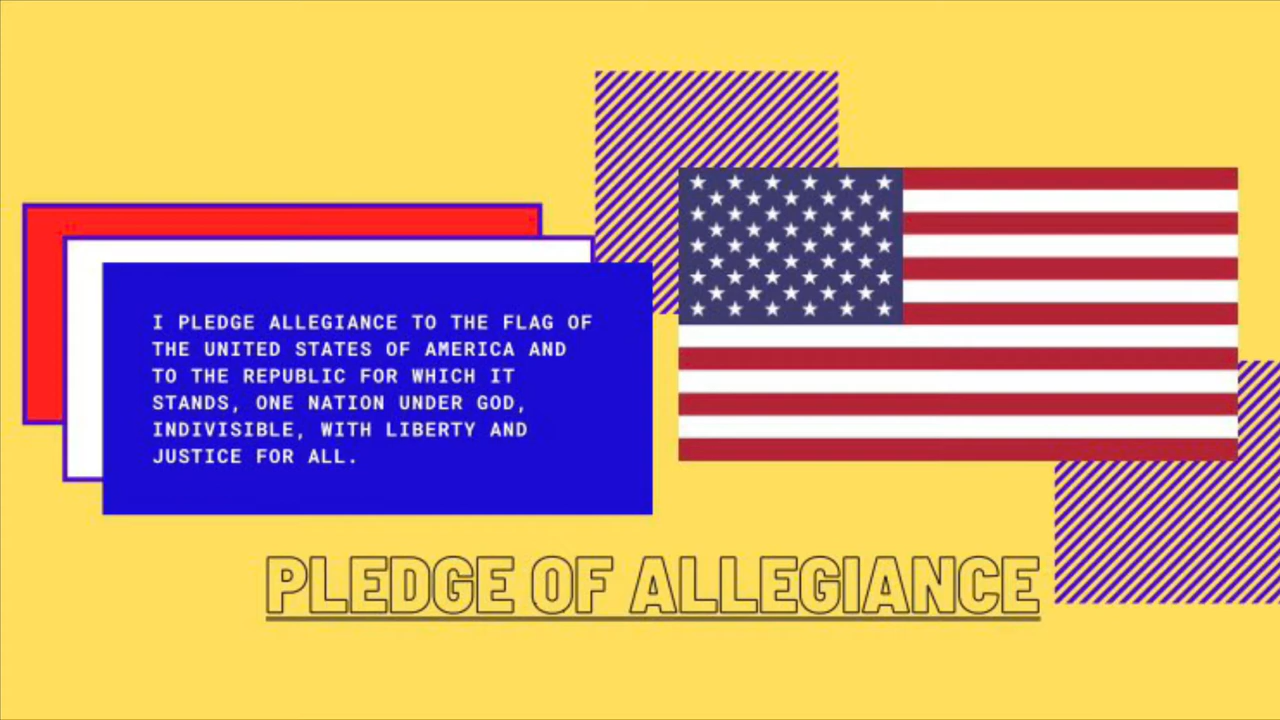 I PLEDGE ALLEGIANCE TO THE FLAG OF
THE UNITED STATES OF AMERICA AND
TO THE REPUBLIC FOR WHICH IT
STANDS, ONE NATION UNDER GOD,
INDIVISIBLE, WITH LIBERTY AND
JUSTICE FOR ALL.
PLEDGE OF ALLEGIANCE